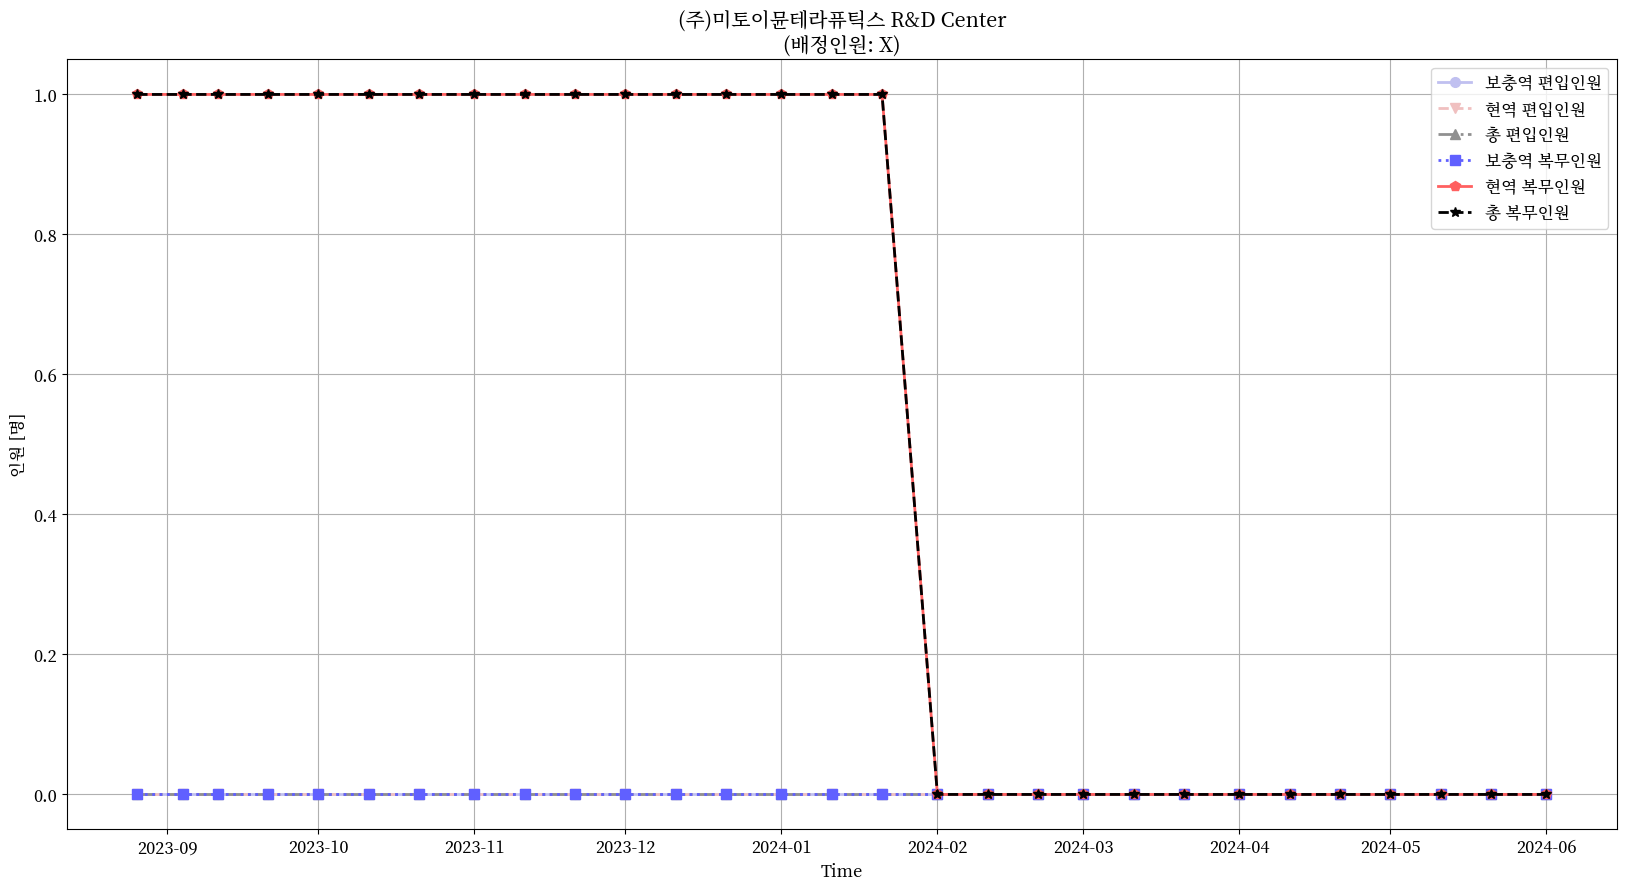 (주)미토이뮨테라퓨틱스 R&D Center
(배정인원: X)
보충역 편입인원
현역 편입인원
총 편입인원
보충역 복무인원
현역 복무인원
총 복무인원
1.0
0.8
0.6
0.4
0.2
0.0
인원 [명]
2023-09
2023-10
2023-11
2023-12
2024-01
2024-02
2024-03
2024-04
2024-05
2024-06
Time